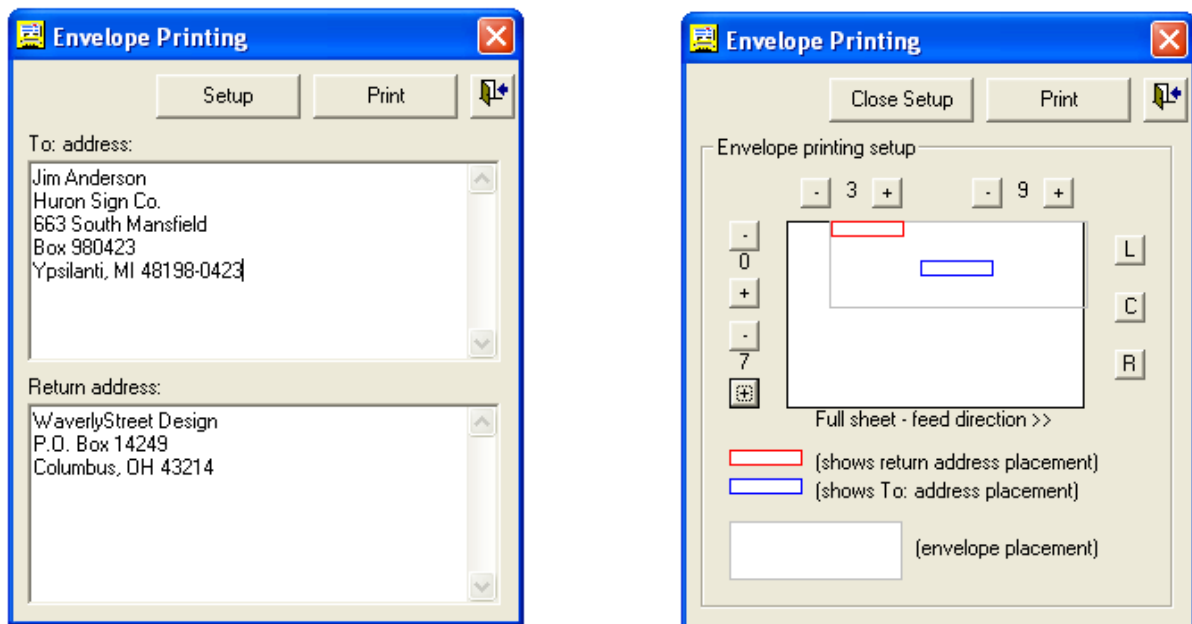 Envelope Printing
Setup
Print
To: address:
Jim Anderson
Huron Sign Co.
663 South Mansfield
Box 980423
Ypsilanti, MI 48198-0423
Return address:
WaverlyStreet Design
P.O. Box 14249
Columbus, OH 43214
Envelope Printing
Close Setup
Print
Envelope printing setup
- 3 +
- 9 +
-
0
+
-
7
+
L
C
R
Full sheet - feed direction >>
(shows return address placement)
(shows To: address placement)
(envelope placement)